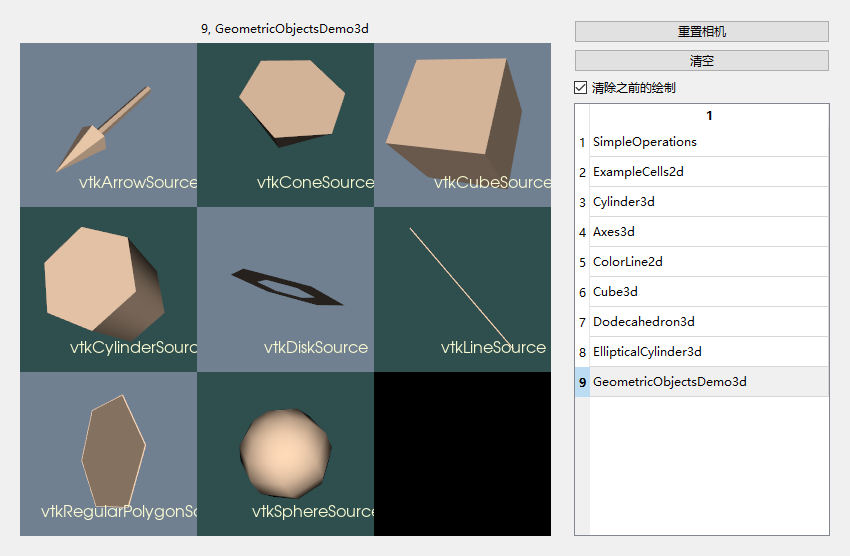 9, GeometricObjectsDemo3d
vtkArrowSource
vtkConeSource
vtkCubeSource
vtkCylinderSourc
vtkDiskSource
vtkLineSource
vtkRegularPolygonSo
vtkSphereSource
重置相机
清空
清除之前的绘制
1
1 SimpleOperations
2 ExampleCells2d
3 Cylinder3d
4 Axes3d
5 ColorLine2d
6 Cube3d
7 Dodecahedron3d
8 EllipticalCylinder3d
9 GeometricObjectsDemo3d